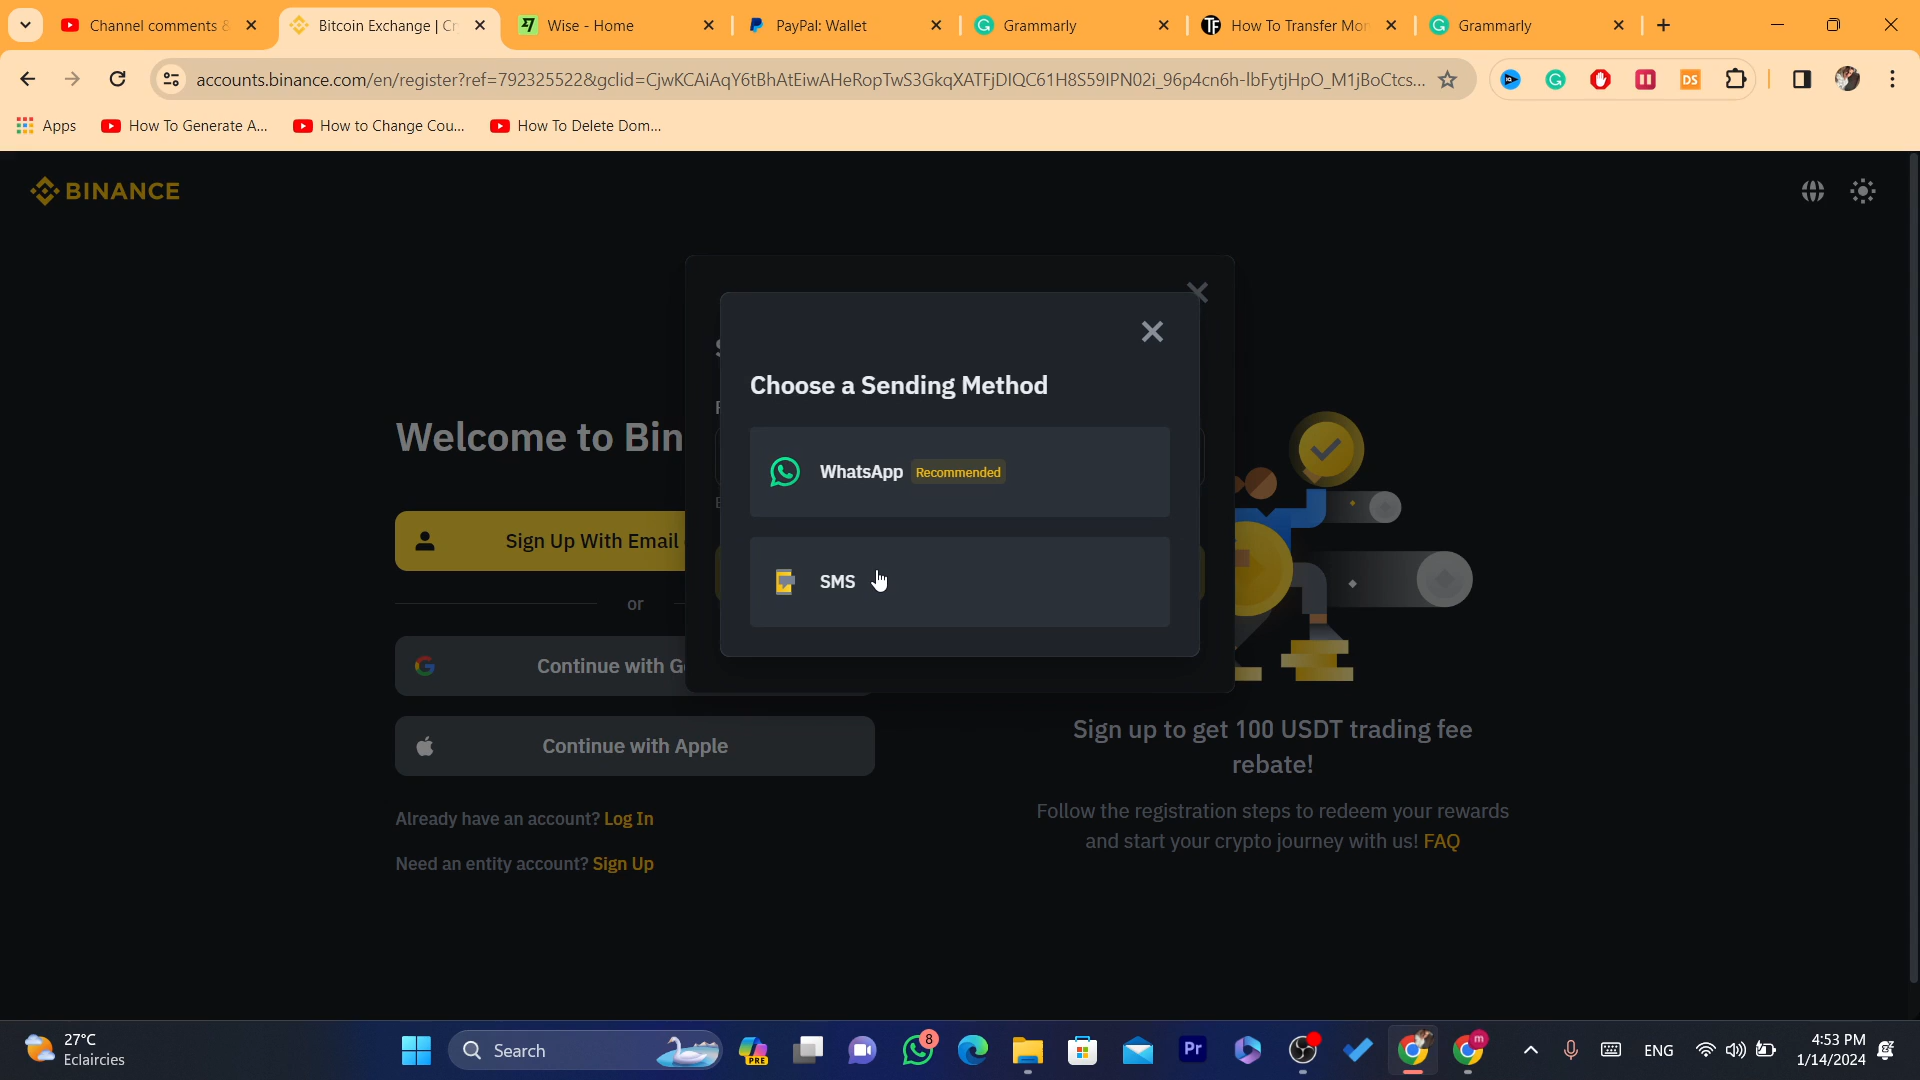 Channel comments &
Bitcoin Exchange | Cr
Wise - Home
PayPal: Wallet
Grammarly
How To Transfer Mon
Grammarly
accounts.binance.com/en/register?ref=792325522&gclid=CjwKCAiAqY6tBhAtEiwAHeRopTwS3GkqXATFjDIQC61H8S59IPN02i_96p4cn6h-lbFytjHpO_M1jBoCtcs...
DS
Apps
How To Generate A...
How to Change Cou...
How To Delete Dom...
BINANCE
Choose a Sending Method
WhatsApp Recommended
SMS
Welcome to Bin
Sign Up With Email
or
Continue with G
Continue with Apple
Already have an account? Log In
Need an entity account? Sign Up
Sign up to get 100 USDT trading fee
rebate!
Follow the registration steps to redeem your rewards
and start your crypto journey with us! FAQ
27°C
Eclaircies
Search
PRE
8
Pr
m
ENG
4:53 PM
1/14/2024